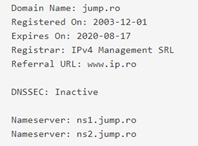 Domain Name: jump.ro
Registered On: 2003-12-01
Expires On: 2020-08-17
Registrar: IPv4 Management SRL
Referral URL: www.ip.ro
DNSSEC: Inactive
Nameserver: ns1.jump.ro
Nameserver: ns2.jump.ro